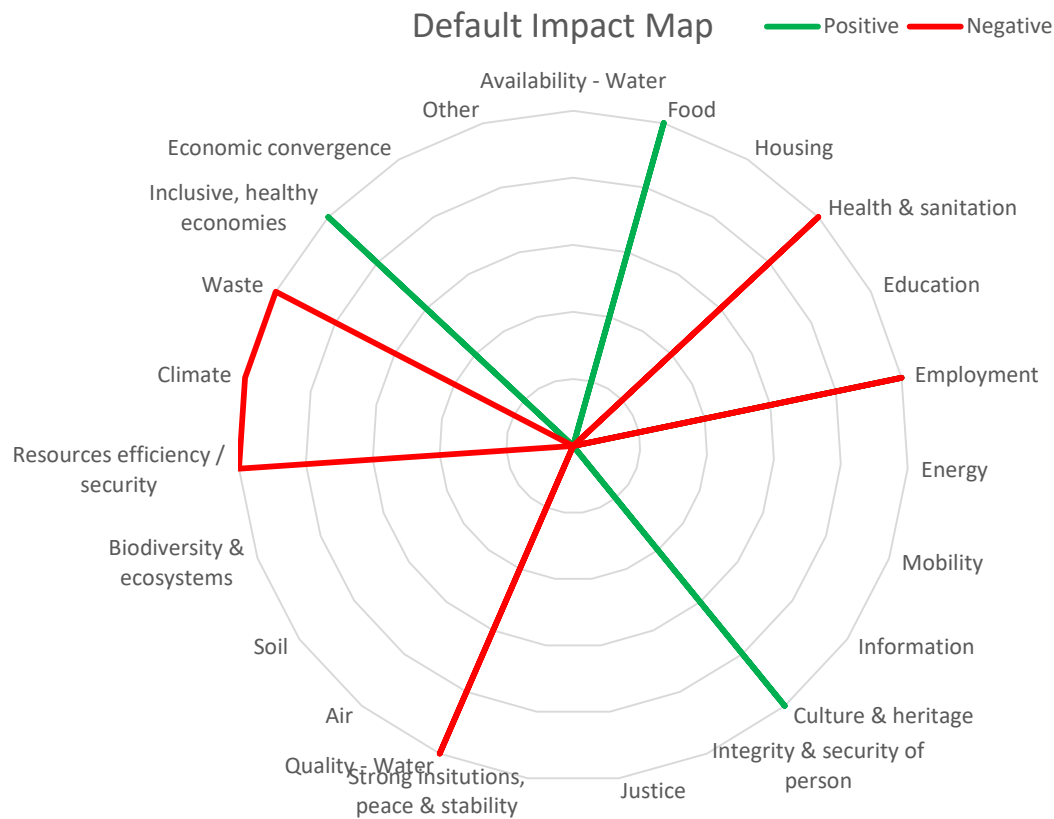 Default Impact Map
Positive
Negative
Availability - Water
Food
Housing
Health & sanitation
Education
Employment
Energy
Mobility
Information
Culture & heritage
Integrity & security of
person
Justice
Strong insitutions,
peace & stability
Quality - Water
Air
Soil
Biodiversity &
ecosystems
Resources efficiency /
security
Climate
Waste
Inclusive, healthy
economies
Economic convergence
Other